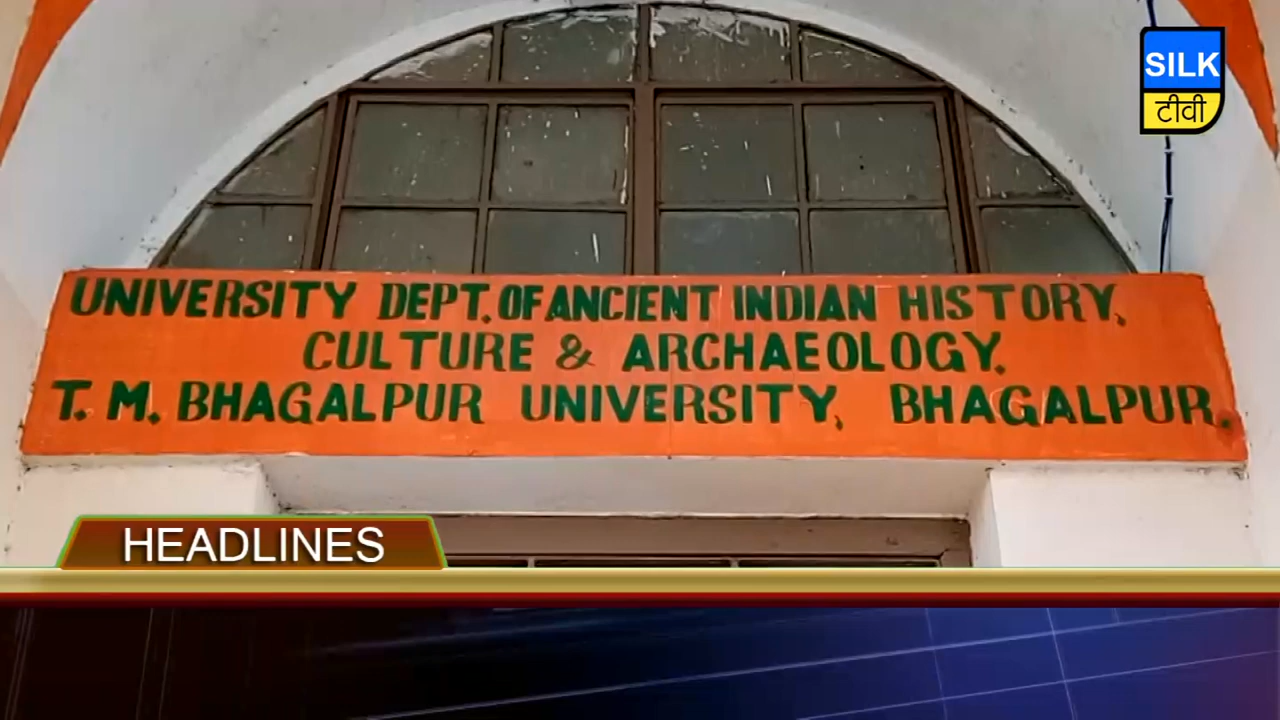 SILK
टीवी
UNIVERSITY DEPT. OF ANCIENT INDIAN HISTORY,
CULTURE & ARCHAEOLOGY.
T. M. BHAGALPUR UNIVERSITY, BHAGALPUR.
HEADLINES